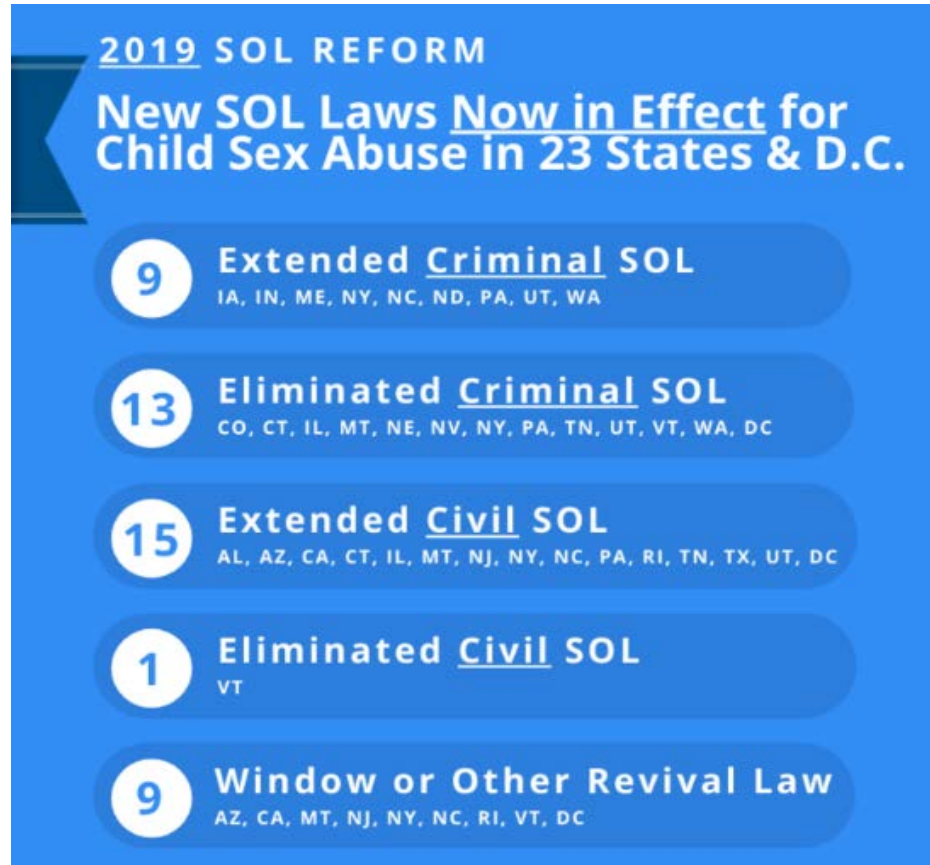 2019 SOL REFORM
New SOL Laws Now in Effect for
Child Sex Abuse in 23 States & D.C.
9
Extended Criminal SOL
IA, IN, ME, NY, NC, ND, PA, UT, WA
13
Eliminated Criminal SOL
CO, CT, IL, MT, NE, NV, NY, PA, TN, UT, VT, WA, DC
15
Extended Civil SOL
AL, AZ, CA, CT, IL, MT, NJ, NY, NC, PA, RI, TN, TX, UT, DC
1
Eliminated Civil SOL
VT
9
Window or Other Revival Law
AZ, CA, MT, NJ, NY, NC, RI, VT, DC